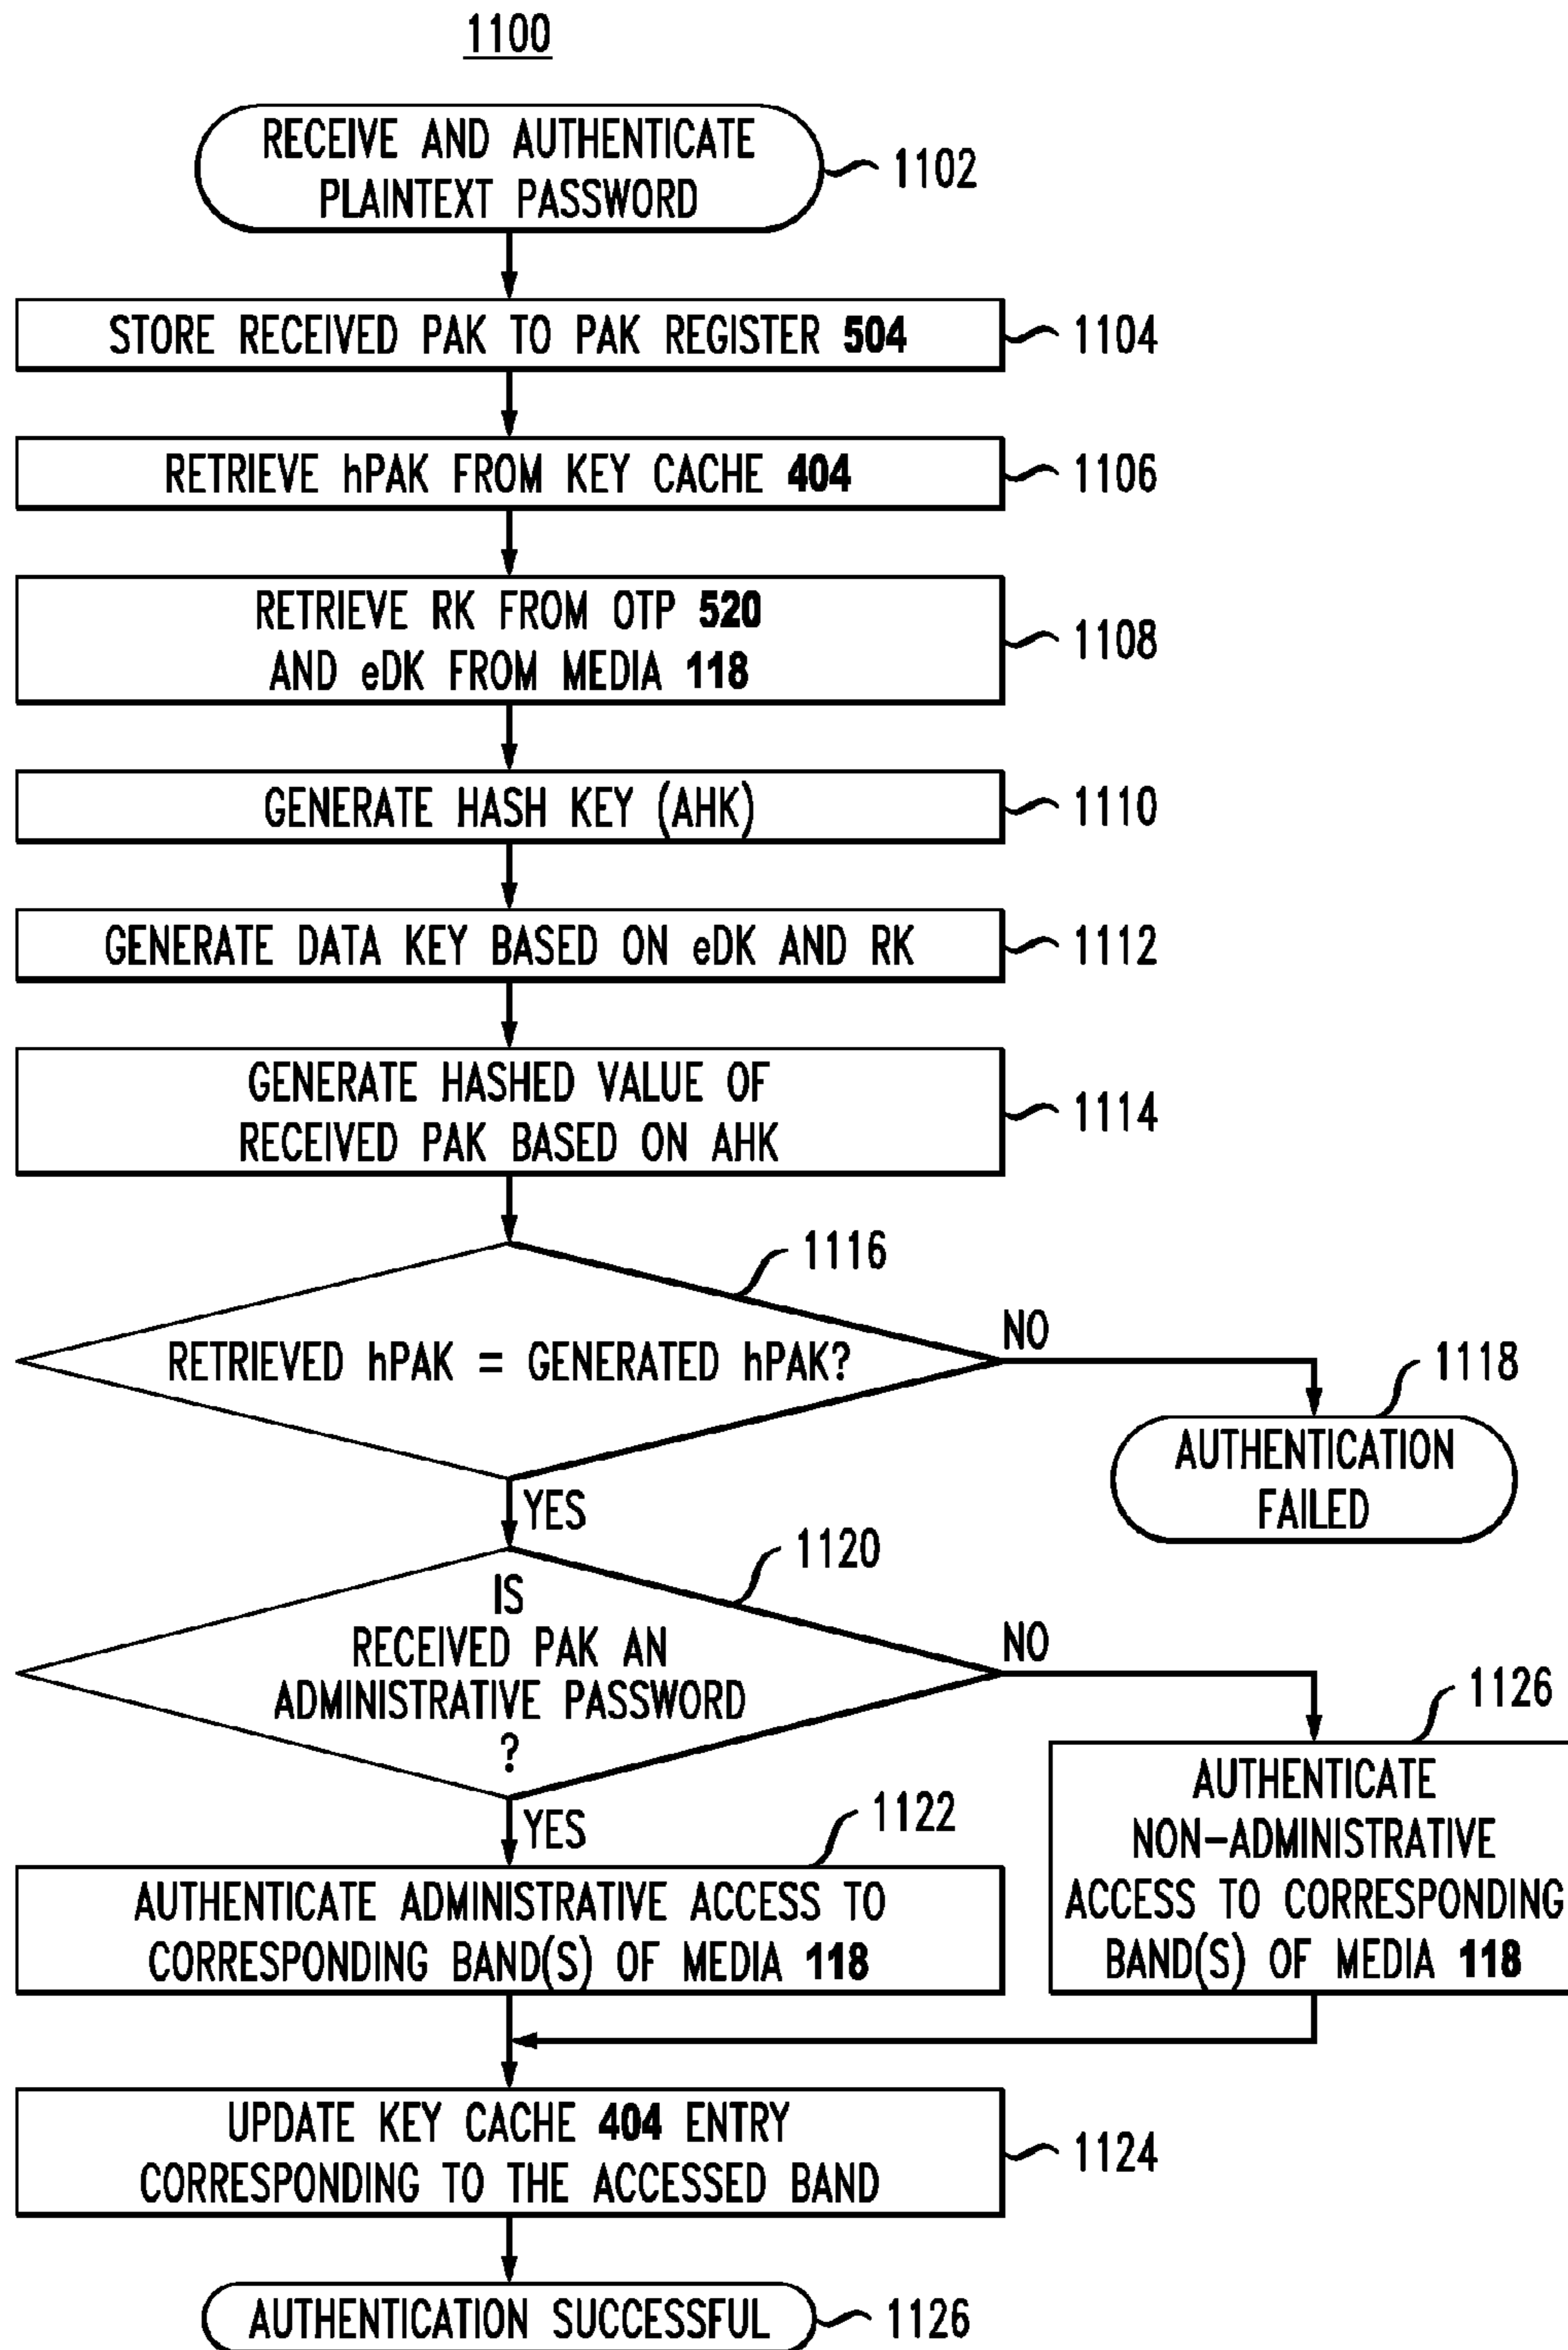 1100
RECEIVE AND AUTHENTICATE
PLAINTEXT PASSWORD
1102
STORE RECEIVED PAK TO PAK REGISTER 504
1104
RETRIEVE hPAK FROM KEY CACHE 404
1106
RETRIEVE RK FROM OTP 520
AND eDK FROM MEDIA 118
1108
GENERATE HASH KEY (AHK)
1110
GENERATE DATA KEY BASED ON eDK AND RK
1112
GENERATE HASHED VALUE OF
RECEIVED PAK BASED ON AHK
1114
1116
RETRIEVED hPAK = GENERATED hPAK?
NO
1118
AUTHENTICATION
FAILED
YES
1120
IS
RECEIVED PAK AN
ADMINISTRATIVE PASSWORD
?
NO
1126
AUTHENTICATE
NON-ADMINISTRATIVE
ACCESS TO CORRESPONDING
BAND(S) OF MEDIA 118
YES
1122
AUTHENTICATE ADMINISTRATIVE ACCESS TO
CORRESPONDING BAND(S) OF MEDIA 118
UPDATE KEY CACHE 404 ENTRY
CORRESPONDING TO THE ACCESSED BAND
1124
AUTHENTICATION SUCCESSFUL
1126